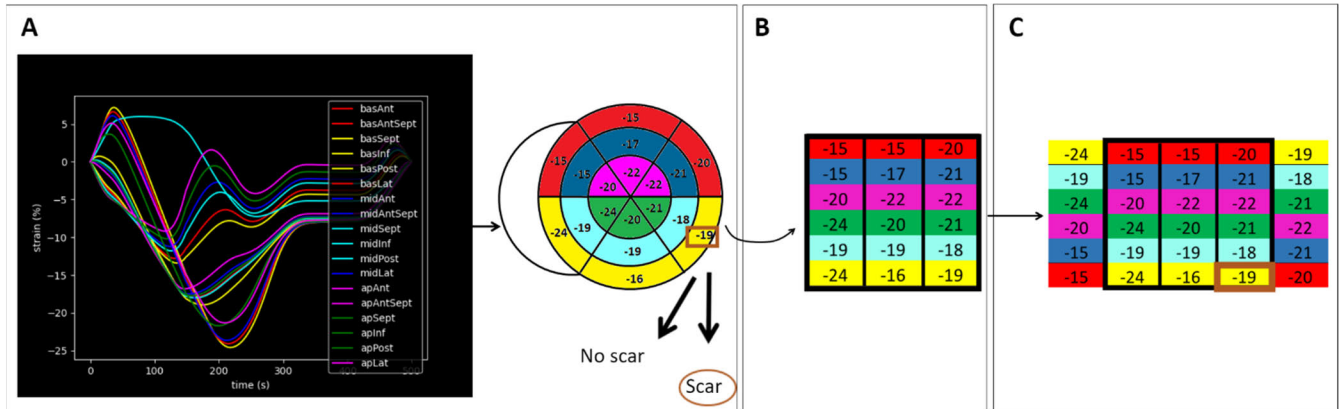 A
B
C
strain (%)
5
0
−5
−10
−15
−20
−25
0
100
200
300
400
500
time (s)
basAnt
basAntSept
basSept
basInf
basPost
basLat
midAnt
midAntSept
midSept
midInf
midPost
midLat
apAnt
apAntSept
apSept
apInf
apPost
apLat
-15
-15 -17 -20
-15 -22 -21
-20 -22
-24 -20 -21
-24 -19 -18 -19
-19
-16
No scar
Scar
-15 -15 -20
-15 -17 -21
-20 -22 -22
-24 -20 -21
-19 -19 -18
-24 -16 -19
-24 -15 -15 -20 -19
-19 -15 -17 -21 -18
-24 -20 -22 -22 -21
-20 -24 -20 -21 -22
-15 -19 -19 -18 -21
-15 -24 -16 -19 -20